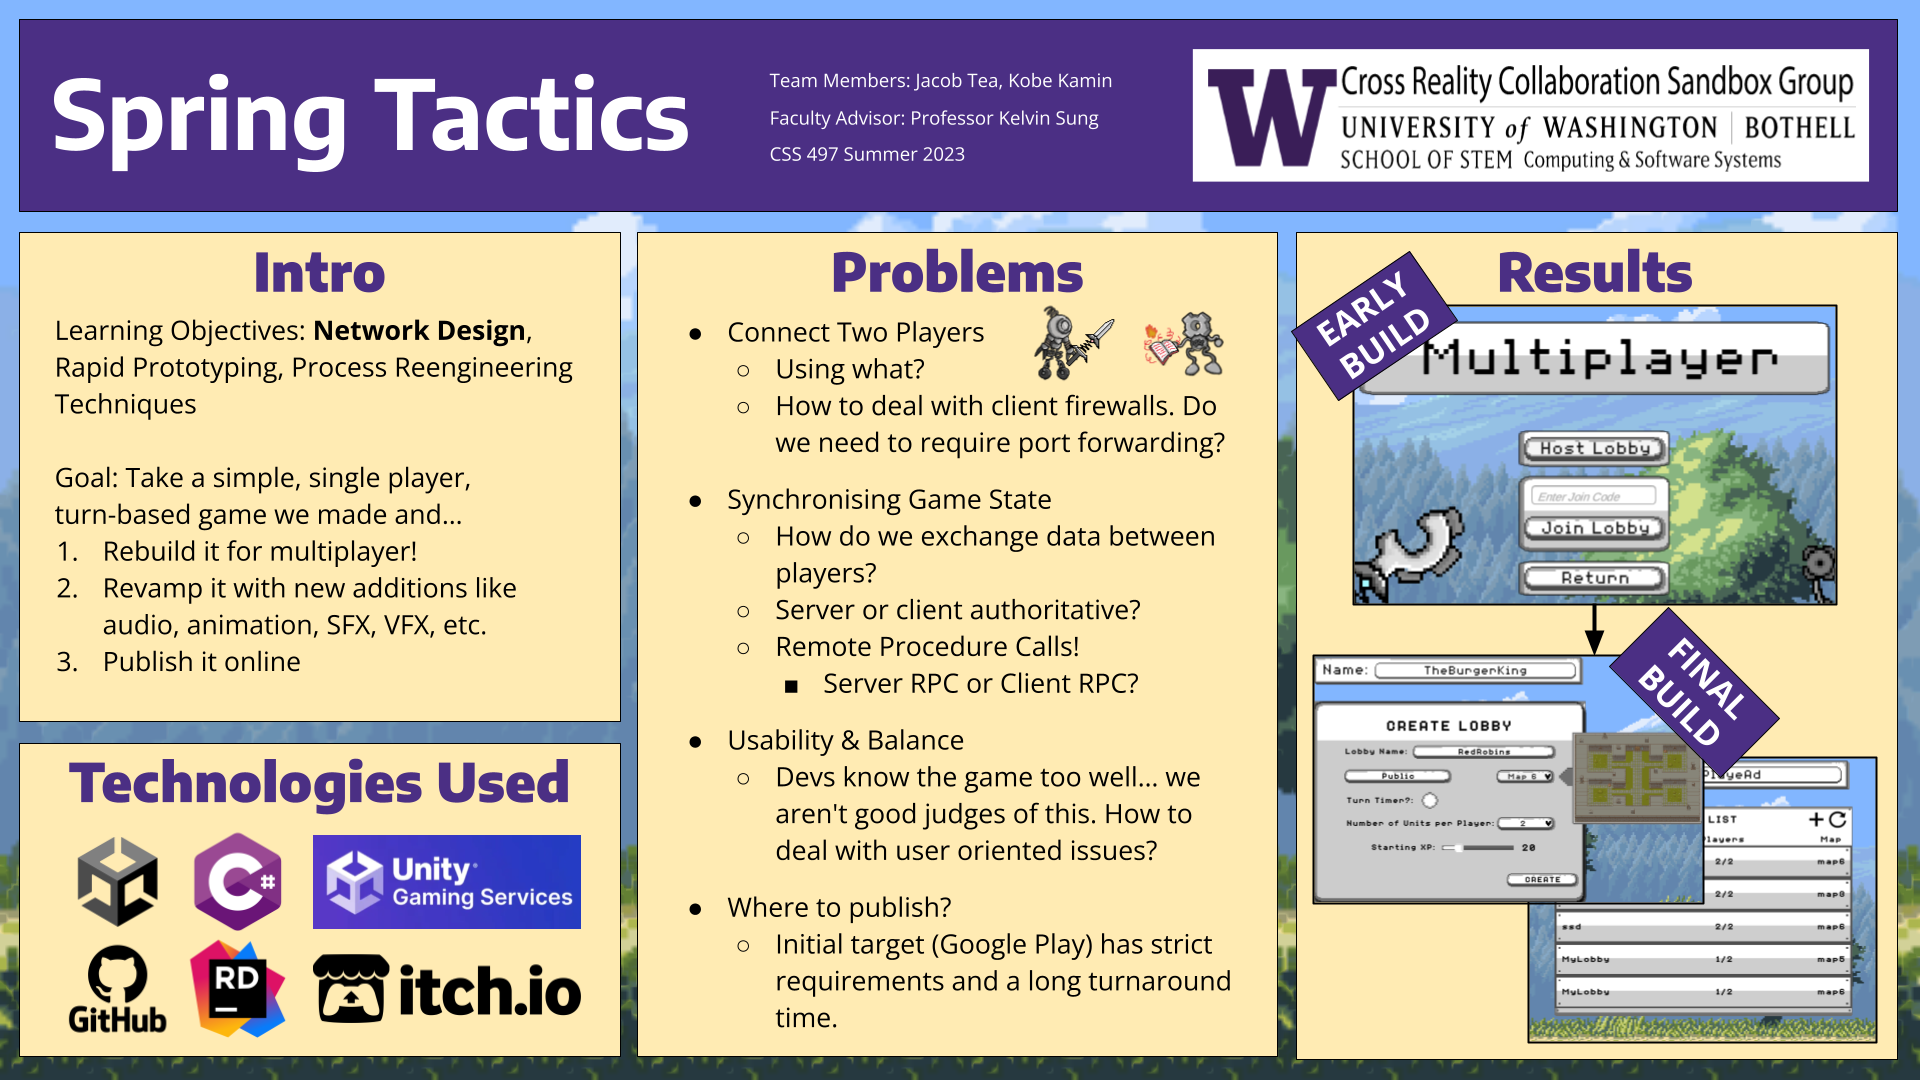 Spring Tactics
Team Members: Jacob Tea, Kobe Kamin
Faculty Advisor: Professor Kelvin Sung
CSS 497 Summer 2023
W
Cross Reality Collaboration Sandbox Group
UNIVERSITY of WASHINGTON | BOTHELL
SCHOOL OF STEM Computing & Software Systems
Intro
Learning Objectives: Network Design,
Rapid Prototyping, Process Reengineering
Techniques
Goal: Take a simple, single player,
turn-based game we made and...
1. Rebuild it for multiplayer!
2. Revamp it with new additions like
audio, animation, SFX, VFX, etc.
3. Publish it online
Technologies Used
C#
Unity
Gaming Services
GitHub
RD
itch.io
Problems
● Connect Two Players
○ Using what?
○ How to deal with client firewalls. Do
we need to require port forwarding?
● Synchronising Game State
○ How do we exchange data between
players?
○ Server or client authoritative?
○ Remote Procedure Calls!
■ Server RPC or Client RPC?
● Usability & Balance
○ Devs know the game too well... we
aren't good judges of this. How to
deal with user oriented issues?
● Where to publish?
○ Initial target (Google Play) has strict
requirements and a long turnaround
time.
Results
EARLY
BUILD
Multiplayer
Host Lobby
Enter Join Code
Join Lobby
Return
FINAL
BUILD
Name: TheBurgerKing
CREATE LOBBY
Lobby Name: RedRobins
Public Map 6
Turn Timer?:
Number of Units per Player: 2
Starting XP: 20
CREATE
LIST
Map
2/2 map6
2/2
ssd 2/2 map6
MyLobby 1/2 map5
MyLobby 1/2 map6